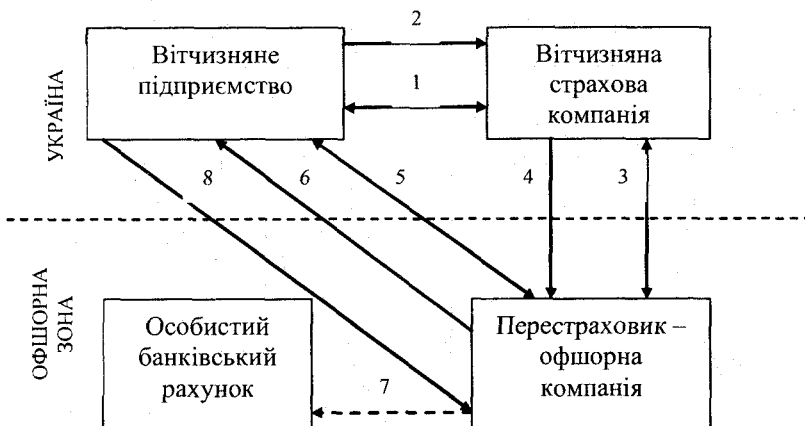 2
Вітчизняне
підприємство
Вітчизняна
страхова
компанія
1
УКРАЇНА
8
6
5
4
3
ОФШОРНА
ЗОНА
Особистий
банківський
рахунок
7
Перестраховик –
офшорна
компанія